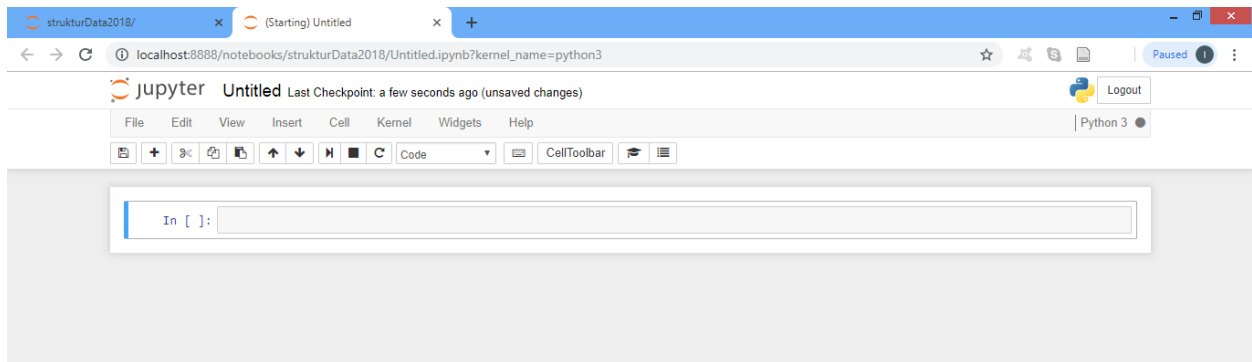 strukturData2018/ (Starting) Untitled
localhost:8888/notebooks/strukturData2018/Untitled.ipynb?kernel_name=python3 Paused I
jupyter Untitled Last Checkpoint: a few seconds ago (unsaved changes) Logout
File Edit View Insert Cell Kernel Widgets Help Python 3
Code CellToolbar
In [ ]: